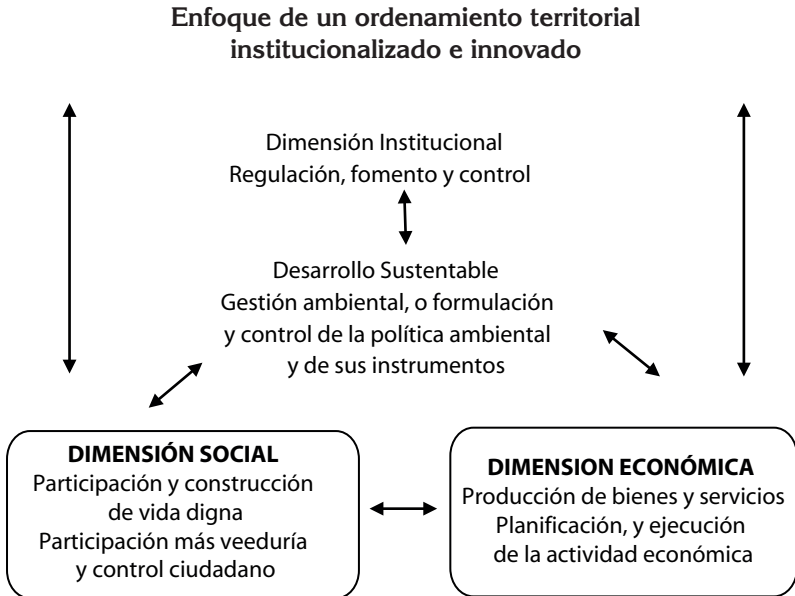 Enfoque de un ordenamiento territorial
institucionalizado e innovado
Dimensión Institucional
Regulación, fomento y control
Desarrollo Sustentable
Gestión ambiental, o formulación
y control de la política ambiental
y de sus instrumentos
DIMENSIÓN SOCIAL
Participación y construcción
de vida digna
Participación más veeduría
y control ciudadano
DIMENSION ECONÓMICA
Producción de bienes y servicios
Planificación, y ejecución
de la actividad económica